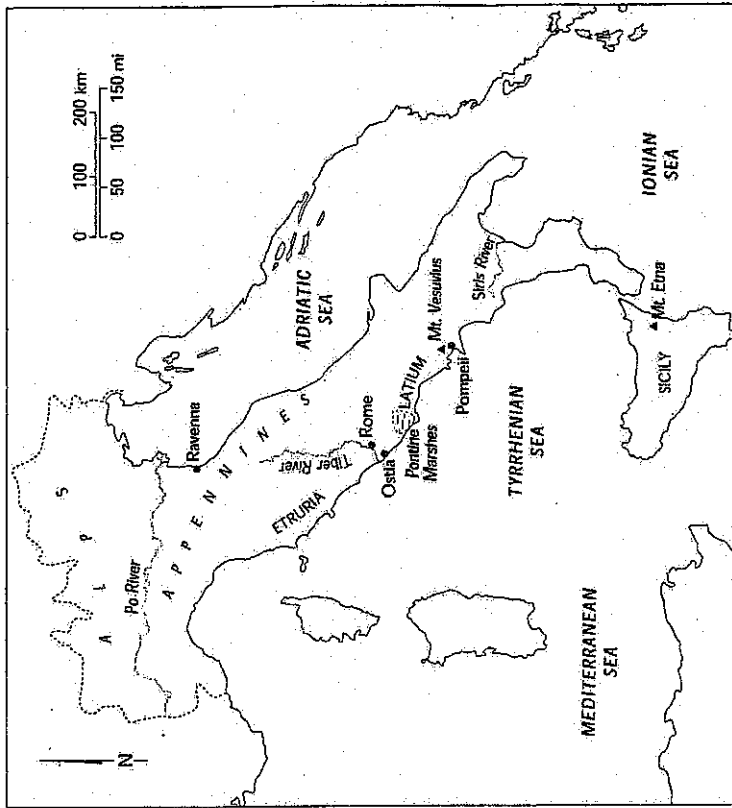 N
0 100 200 km
0 50 100 150 mi
A L P S
Po River
Ravenna
ADRIATIC
SEA
APPENNINES
Tiber River
ETRURIA
Rome
Ostia
Pontine
Marshes
LATIUM
Mt. Vesuvius
Pompeii
Siris River
TYRRHENIAN
SEA
IONIAN
SEA
MEDITERRANEAN
SEA
SICILY
Mt. Etna